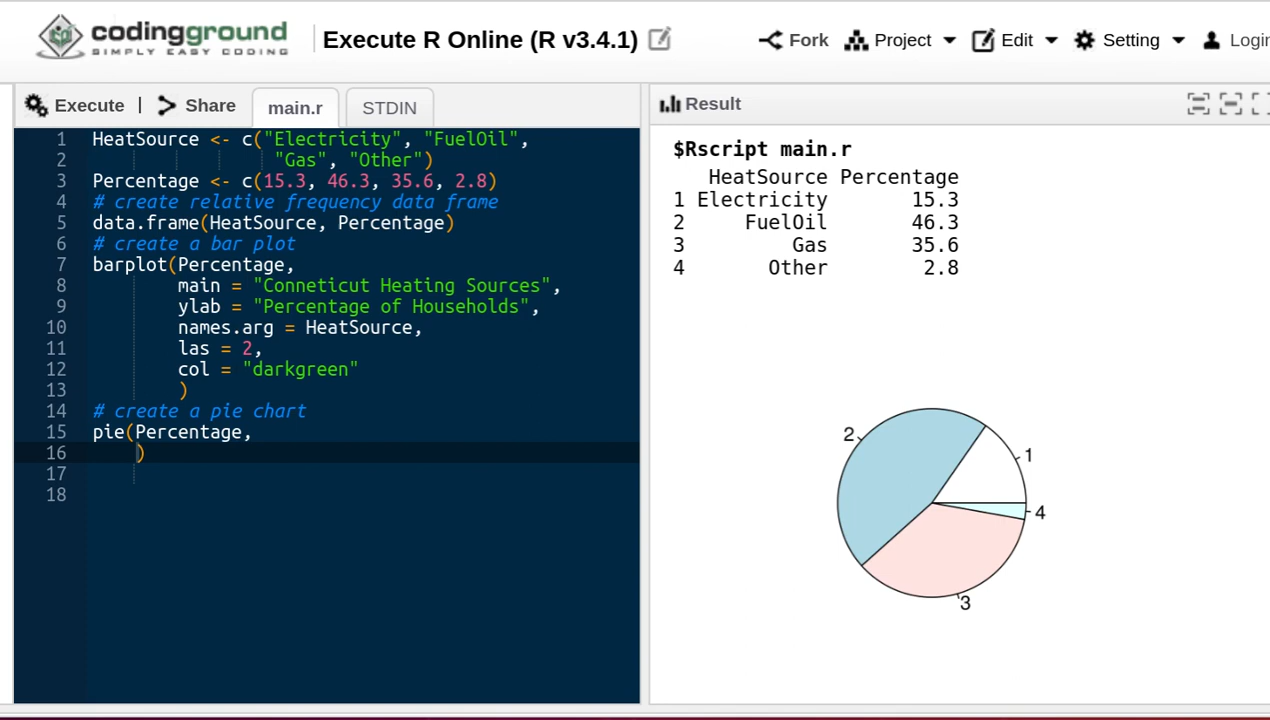 codingground
SIMPLY EASY CODING
Execute R Online (R v3.4.1)
Fork
Project
Edit
Setting
Login
Execute | Share
main.r
STDIN
1 HeatSource <- c("Electricity", "FuelOil",
2 "Gas", "Other")
3 Percentage <- c(15.3, 46.3, 35.6, 2.8)
4 # create relative frequency data frame
5 data.frame(HeatSource, Percentage)
6 # create a bar plot
7 barplot(Percentage,
8 main = "Conneticut Heating Sources",
9 ylab = "Percentage of Households",
10 names.arg = HeatSource,
11 las = 2,
12 col = "darkgreen"
13 )
14 # create a pie chart
15 pie(Percentage,
16 )
17
18
Result
$Rscript main.r
HeatSource Percentage
1 Electricity 15.3
2 FuelOil 46.3
3 Gas 35.6
4 Other 2.8
2
1
4
3